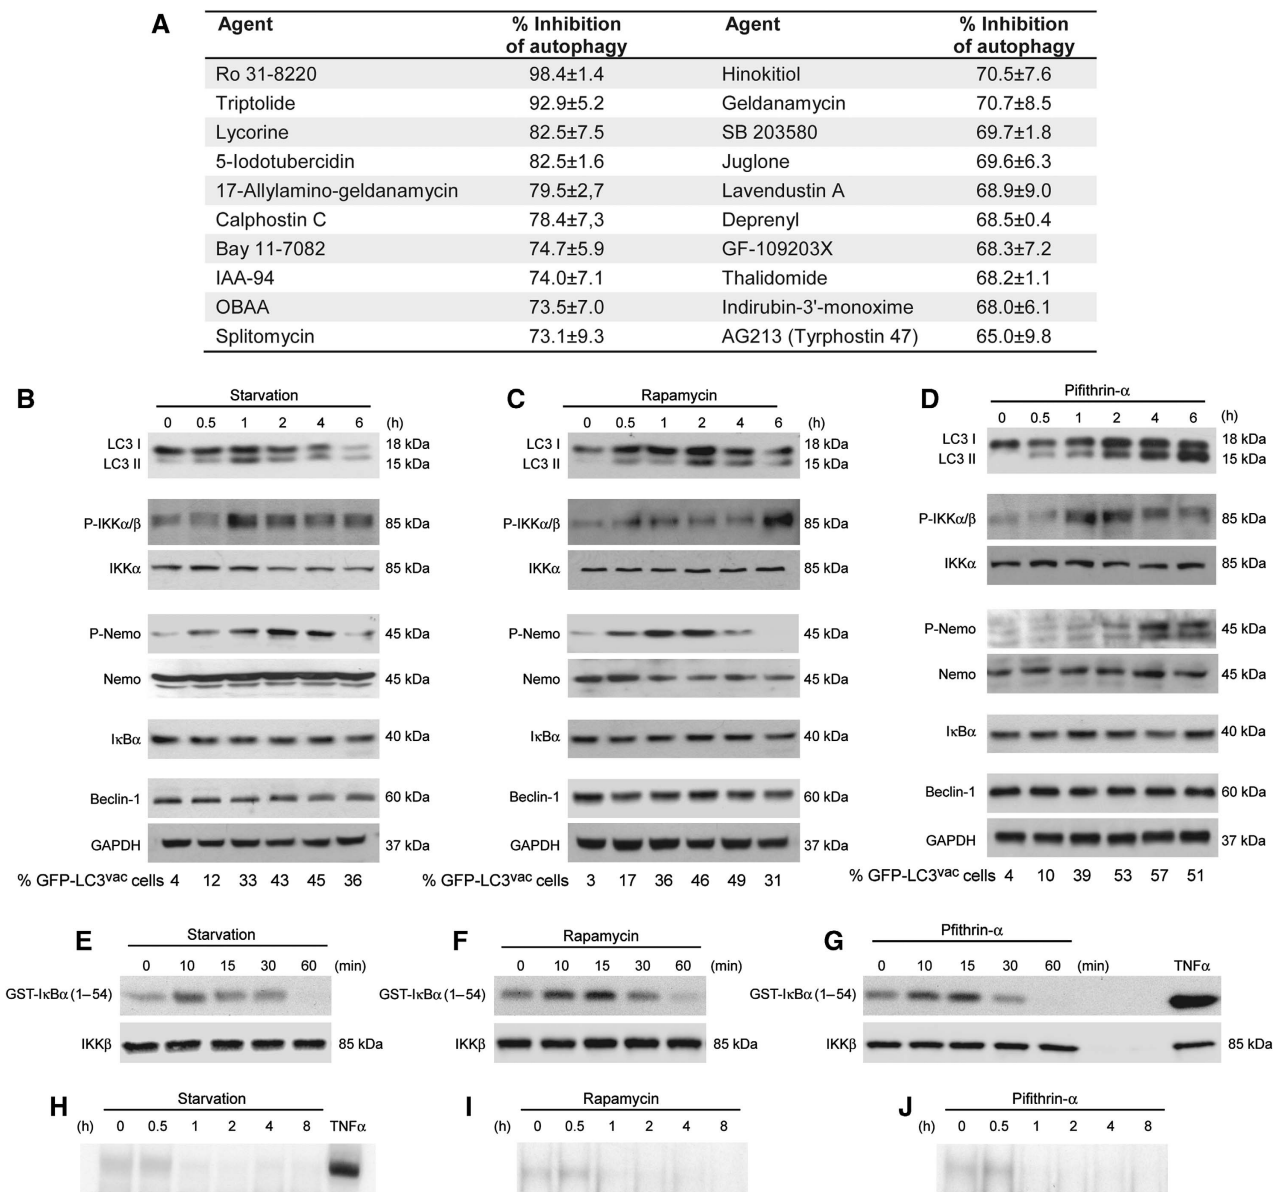 A
Agent % Inhibition of autophagy Agent % Inhibition of autophagy
Ro 31-8220 98.4±1.4 Hinokitiol 70.5±7.6
Triptolide 92.9±5.2 Geldanamycin 70.7±8.5
Lycorine 82.5±7.5 SB 203580 69.7±1.8
5-Iodotubercidin 82.5±1.6 Juglone 69.6±6.3
17-Allylamino-geldanamycin 79.5±2,7 Lavendustin A 68.9±9.0
Calphostin C 78.4±7,3 Deprenyl 68.5±0.4
Bay 11-7082 74.7±5.9 GF-109203X 68.3±7.2
IAA-94 74.0±7.1 Thalidomide 68.2±1.1
OBAA 73.5±7.0 Indirubin-3'-monoxime 68.0±6.1
Splitomycin 73.1±9.3 AG213 (Tyrphostin 47) 65.0±9.8
B
Starvation
0 0.5 1 2 4 6 (h)
LC3 I 18 kDa
LC3 II 15 kDa
P-IKKα/β 85 kDa
IKKα 85 kDa
P-Nemo 45 kDa
Nemo 45 kDa
IκBα 40 kDa
Beclin-1 60 kDa
GAPDH 37 kDa
% GFP-LC3vac cells 4 12 33 43 45 36
C
Rapamycin
0 0.5 1 2 4 6 (h)
LC3 I 18 kDa
LC3 II 15 kDa
P-IKKα/β 85 kDa
IKKα 85 kDa
P-Nemo 45 kDa
Nemo 45 kDa
IκBα 40 kDa
Beclin-1 60 kDa
GAPDH 37 kDa
% GFP-LC3vac cells 3 17 36 46 49 31
D
Pifithrin-α
0 0.5 1 2 4 6 (h)
LC3 I 18 kDa
LC3 II 15 kDa
P-IKKα/β 85 kDa
IKKα 85 kDa
P-Nemo 45 kDa
Nemo 45 kDa
IκBα 40 kDa
Beclin-1 60 kDa
GAPDH 37 kDa
% GFP-LC3vac cells 4 10 39 53 57 51
E
Starvation
0 10 15 30 60 (min)
GST-IκBα (1–54)
IKKβ 85 kDa
F
Rapamycin
0 10 15 30 60 (min)
GST-IκBα (1–54)
IKKβ 85 kDa
G
Pfithrin-α
0 10 15 30 60 (min) TNFα
GST-IκBα (1–54)
IKKβ 85 kDa
H
Starvation
(h) 0 0.5 1 2 4 8 TNFα
I
Rapamycin
(h) 0 0.5 1 2 4 8
J
Pifithrin-α
(h) 0 0.5 1 2 4 8